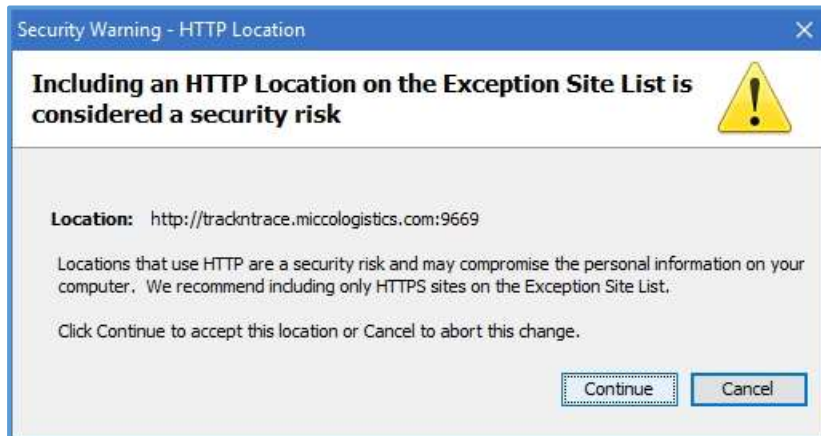 Security Warning - HTTP Location
Including an HTTP Location on the Exception Site List is
considered a security risk
Location: http://trackntrace.miccologistics.com:9669
Locations that use HTTP are a security risk and may compromise the personal information on your
computer. We recommend including only HTTPS sites on the Exception Site List.
Click Continue to accept this location or Cancel to abort this change.
Continue Cancel